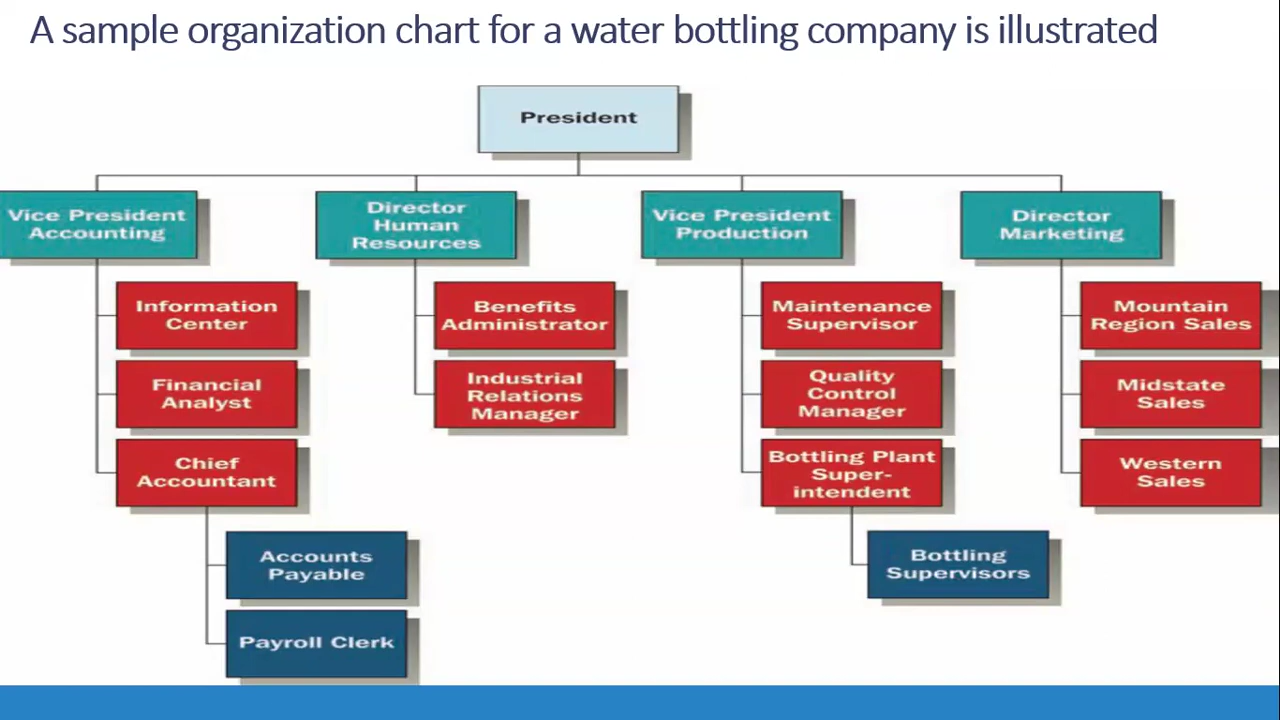 A sample organization chart for a water bottling company is illustrated
President
Vice President
Accounting
Director
Human
Resources
Vice President
Production
Director
Marketing
Information
Center
Financial
Analyst
Chief
Accountant
Accounts
Payable
Payroll Clerk
Benefits
Administrator
Industrial
Relations
Manager
Maintenance
Supervisor
Quality
Control
Manager
Bottling Plant
Super-
intendent
Bottling
Supervisors
Mountain
Region Sales
Midstate
Sales
Western
Sales